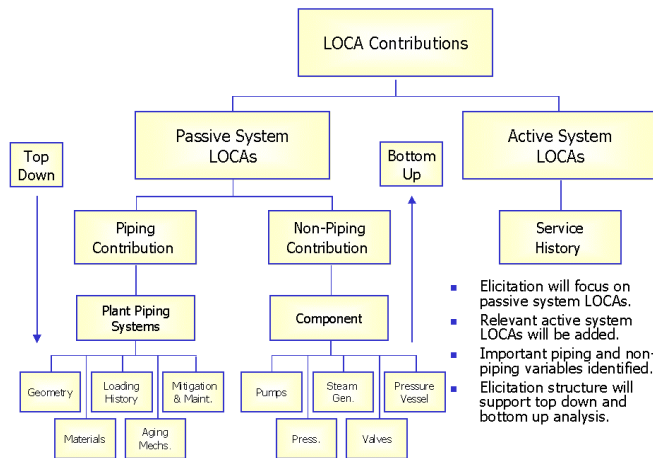 LOCA Contributions
Passive System
LOCAs
Active System
LOCAs
Top
Down
Bottom
Up
Piping
Contribution
Non-Piping
Contribution
Service
History
Plant Piping
Systems
Component
Geometry
Loading
History
Mitigation
& Maint.
Materials
Aging
Mechs.
Pumps
Steam
Gen.
Pressure
Vessel
Press.
Valves
▪ Elicitation will focus on
passive system LOCAs.
▪ Relevant active system
LOCAs will be added.
▪ Important piping and non-
piping variables identified.
▪ Elicitation structure will
support top down and
bottom up analysis.